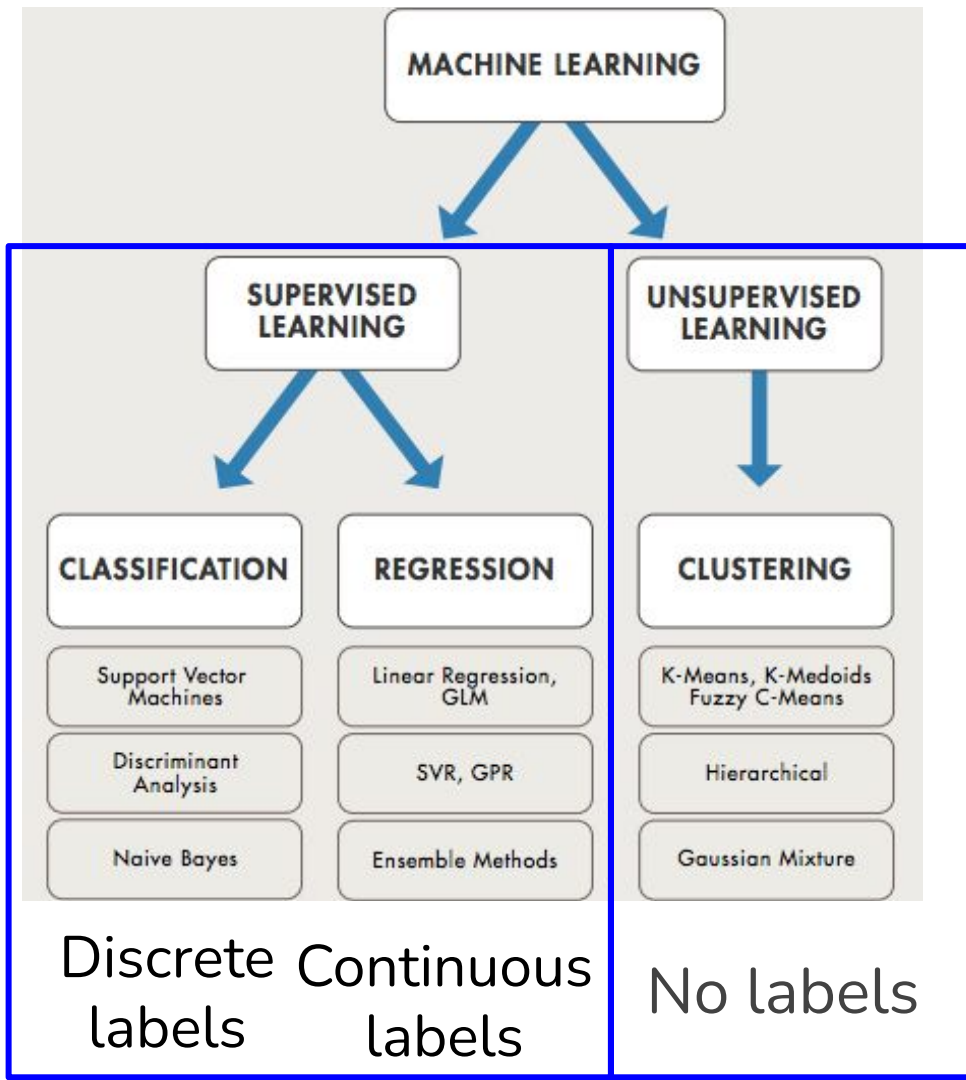 MACHINE LEARNING
SUPERVISED
LEARNING
UNSUPERVISED
LEARNING
CLASSIFICATION
REGRESSION
CLUSTERING
Support Vector
Machines
Linear Regression,
GLM
K-Means, K-Medoids
Fuzzy C-Means
Discriminant
Analysis
SVR, GPR
Hierarchical
Naive Bayes
Ensemble Methods
Gaussian Mixture
Discrete
labels
Continuous
labels
No labels